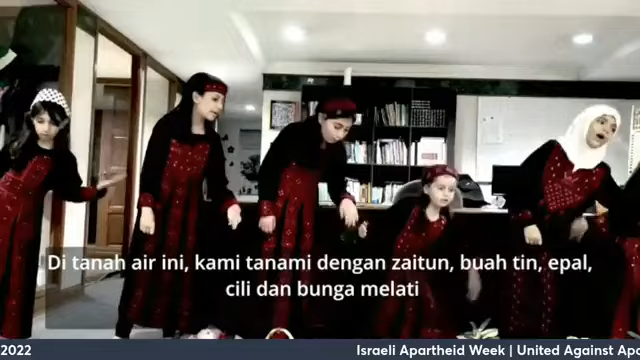 Di tanah air ini, kami tanami dengan zaitun, buah tin, epal,
cili dan bunga melati
2022 Israeli Apartheid Week | United Against Apa